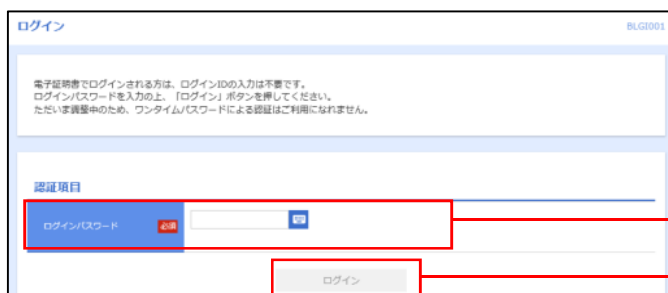 ログイン
BLGI001
電子証明書でログインされる方は、ログインIDの入力は不要です。
ログインパスワードを入力の上、「ログイン」ボタンを押してください。
ただいま調整中のため、ワンタイムパスワードによる認証はご利用になれません。
認証項目
ログインパスワード 必須
ログイン